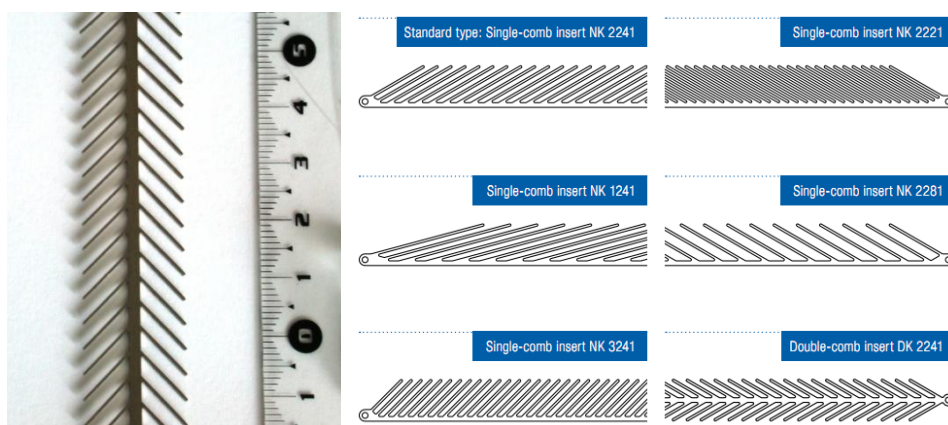 5
4
3
2
1
0
1
Standard type: Single-comb insert NK 2241
Single-comb insert NK 2221
Single-comb insert NK 1241
Single-comb insert NK 2281
Single-comb insert NK 3241
Double-comb insert DK 2241